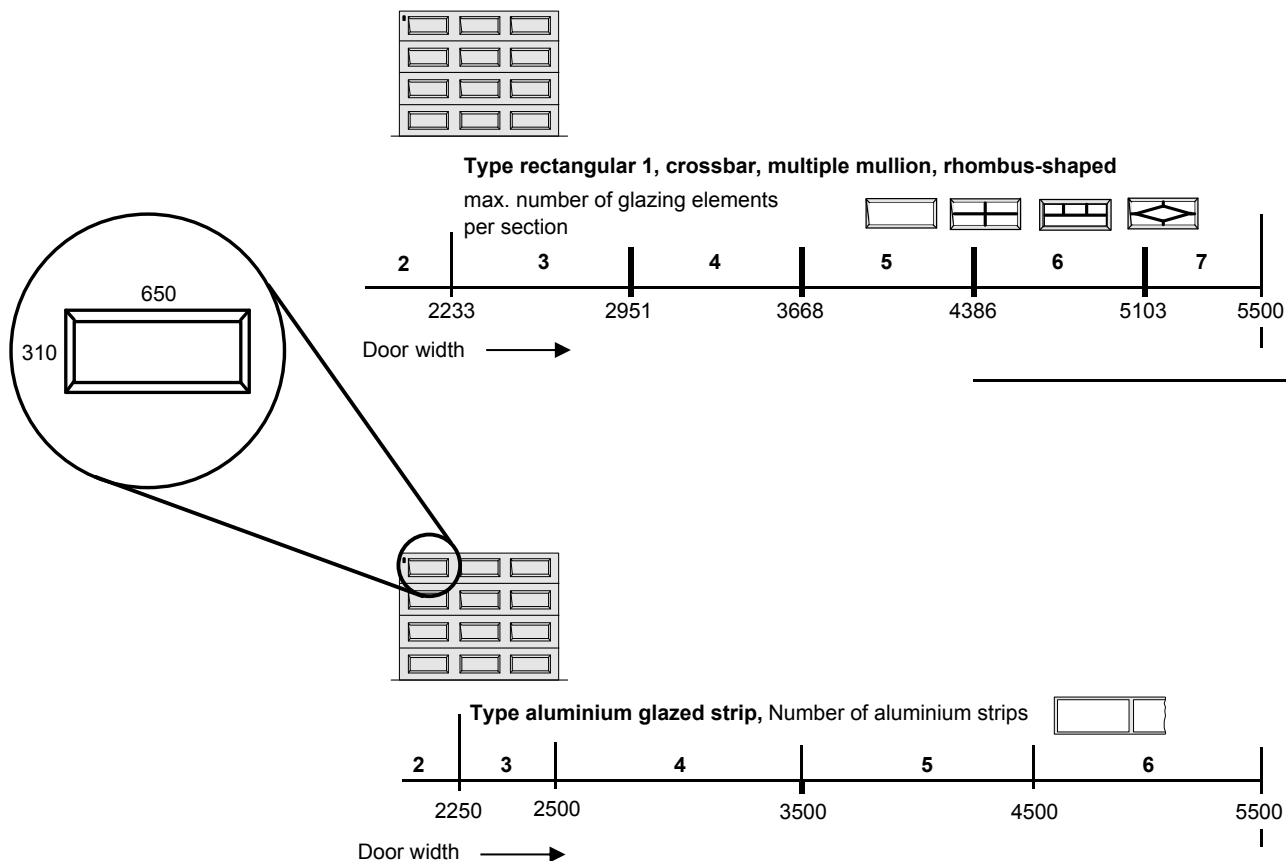 Type rectangular 1, crossbar, multiple mullion, rhombus-shaped
max. number of glazing elements
per section
2 3 4 5 6 7
2233 2951 3668 4386 5103 5500
Door width
650
310
Type aluminium glazed strip, Number of aluminium strips
2 3 4 5 6
2250 2500 3500 4500 5500
Door width